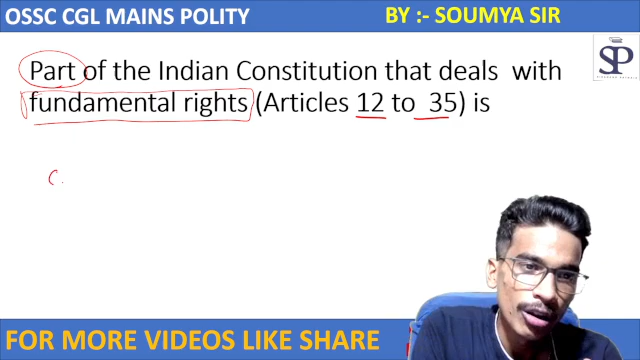 OSSC CGL MAINS POLITY
BY :- SOUMYA SIR
SP
Part of the Indian Constitution that deals with
fundamental rights (Articles 12 to 35) is
FOR MORE VIDEOS LIKE SHARE